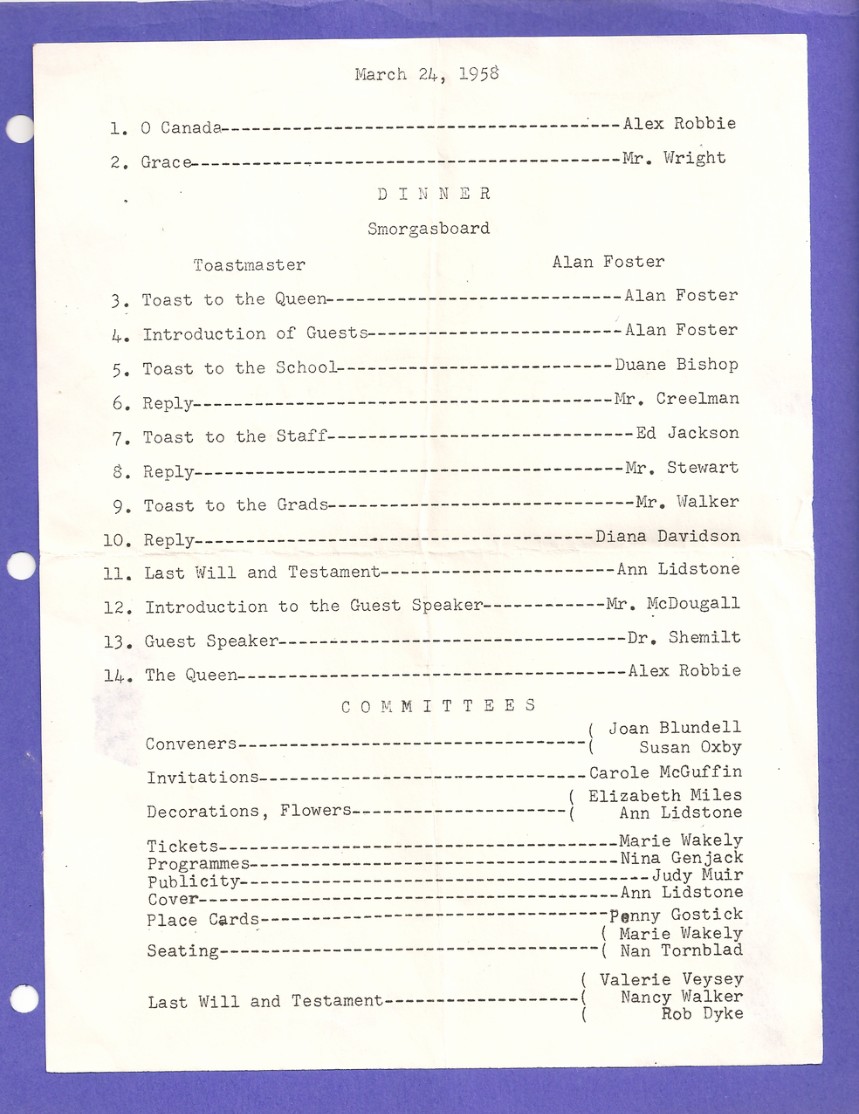 March 24, 1958
1. O Canada---------------------------------------Alex Robbie
2. Grace------------------------------------------Mr. Wright
D I N N E R
Smorgasboard
Toastmaster Alan Foster
3. Toast to the Queen-----------------------------Alan Foster
4. Introduction of Guests-------------------------Alan Foster
5. Toast to the School---------------------------Duane Bishop
6. Reply-----------------------------------------Mr. Creelman
7. Toast to the Staff------------------------------Ed Jackson
8. Reply------------------------------------------Mr. Stewart
9. Toast to the Grads------------------------------Mr. Walker
10. Reply---------------------------------------Diana Davidson
11. Last Will and Testament-----------------------Ann Lidstone
12. Introduction to the Guest Speaker------------Mr. McDougall
13. Guest Speaker----------------------------------Dr. Shemilt
14. The Queen--------------------------------------Alex Robbie
C O M M I T T E E S
( Joan Blundell
Conveners----------------------------------( Susan Oxby
Invitations--------------------------------Carole McGuffin
( Elizabeth Miles
Decorations, Flowers---------------------( Ann Lidstone
Tickets---------------------------------------Marie Wakely
Programmes------------------------------------Nina Genjack
Publicity----------------------------------------Judy Muir
Cover-----------------------------------------Ann Lidstone
Place Cards----------------------------------Penny Gostick
( Marie Wakely
Seating-------------------------------------( Nan Tornblad
( Valerie Veysey
Last Will and Testament-------------------( Nancy Walker
( Rob Dyke